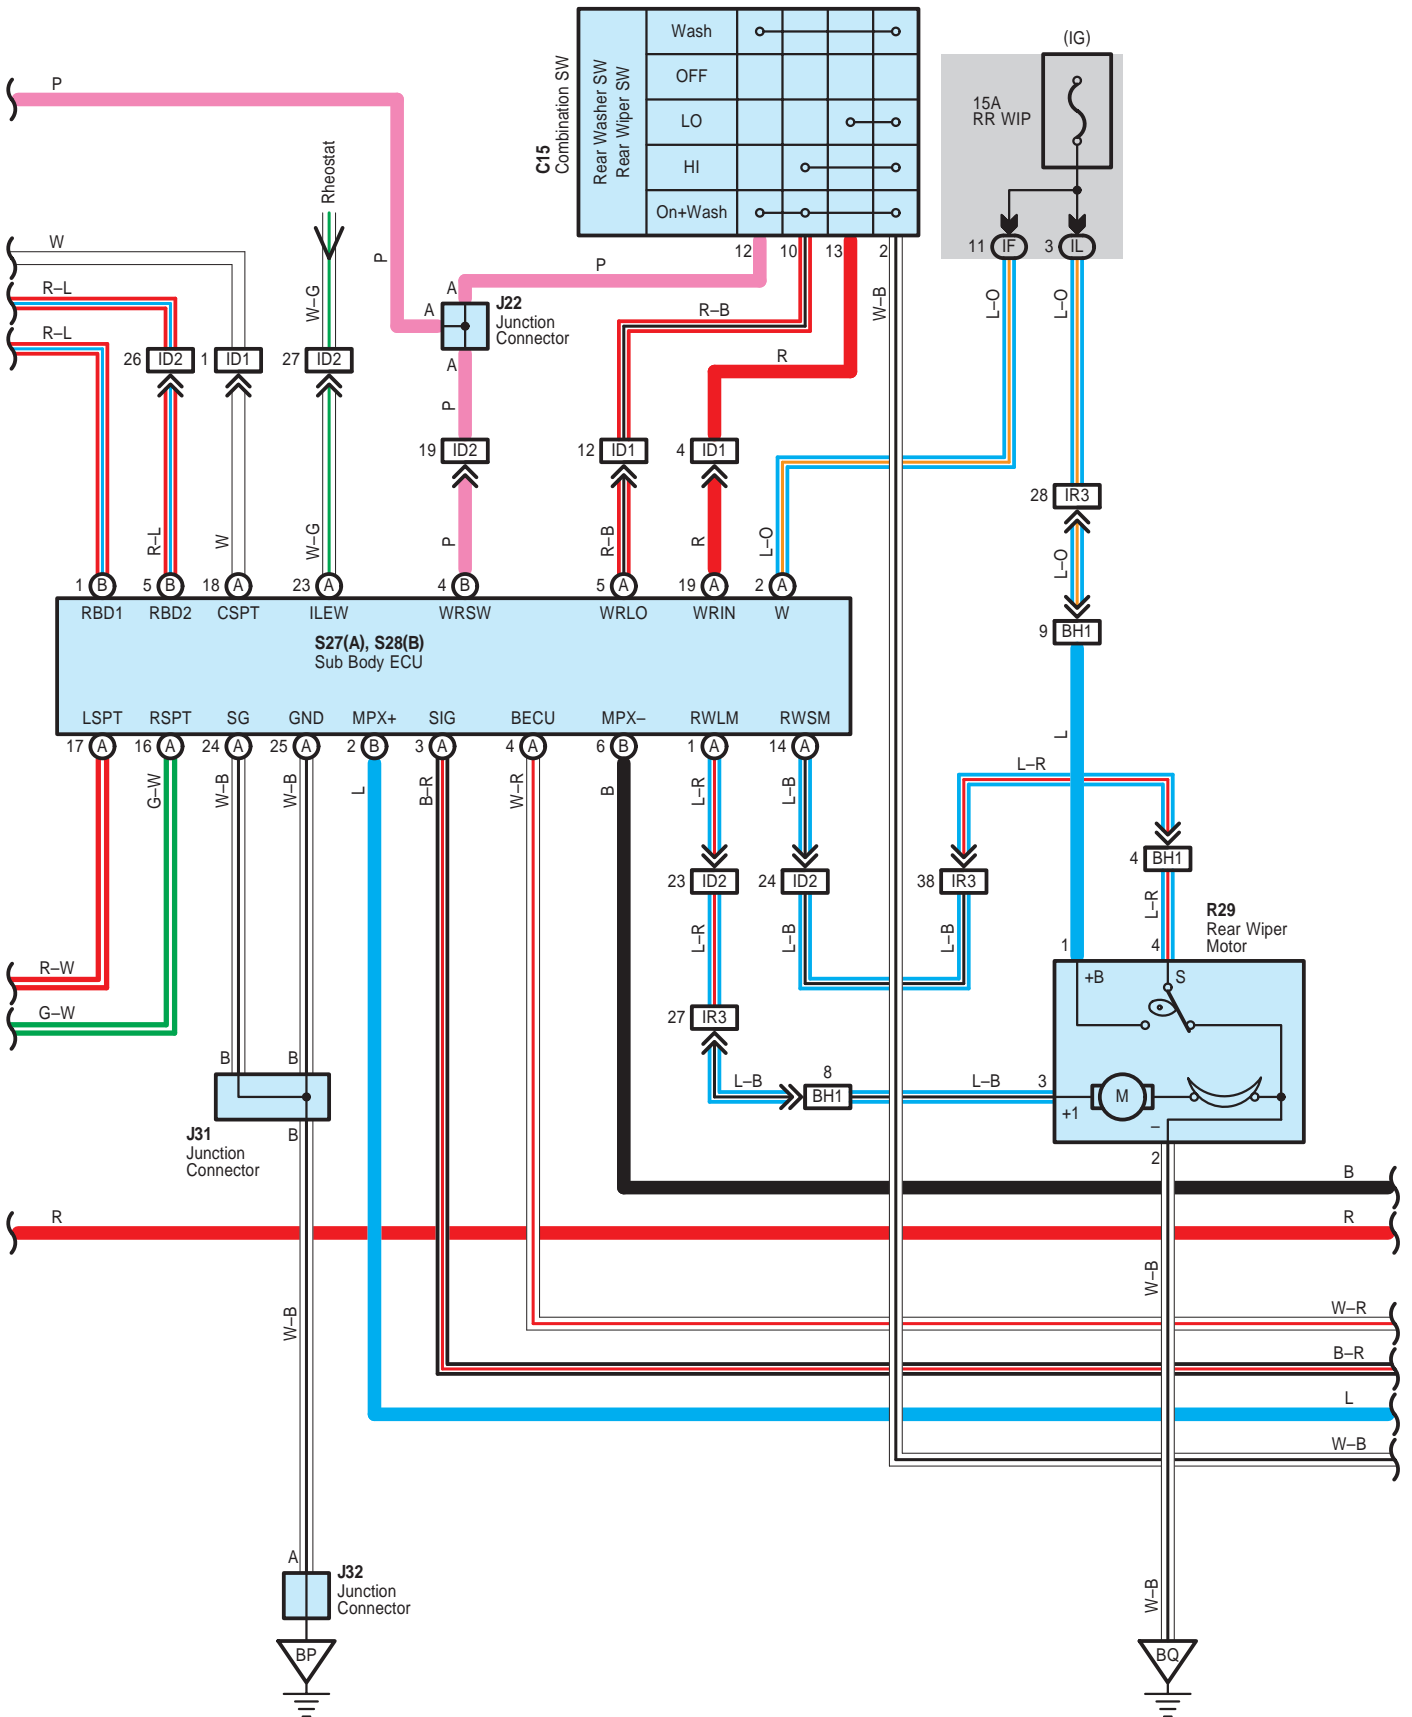 C15
Combination SW
Rear Washer SW
Rear Wiper SW
Wash
OFF
LO
HI
On+Wash
(IG)
15A
RR WIP
11 IF
3 IL
12 10 13 2
P
P
P
Rheostat
W
R–L
R–L
W–G
A
A
A
J22
Junction
Connector
R–B
R
W–B
L–O
L–O
26 ID2
1 ID1
27 ID2
P
19 ID2
12 ID1
4 ID1
28 IR3
R–L
W
W–G
P
R–B
R
L–O
L–O
1 B
5 B
18 A
23 A
4 B
5 A
19 A
2 A
RBD1 RBD2 CSPT ILEW WRSW WRLO WRIN W
9 BH1
S27(A), S28(B)
Sub Body ECU
LSPT RSPT SG GND MPX+ SIG BECU MPX– RWLM RWSM
17 A
16 A
24 A
25 A
2 B
3 A
4 A
6 B
1 A
14 A
G–W
W–B
W–B
L
B–R
W–R
B
L–R
L–B
L
L–R
23 ID2
24 ID2
38 IR3
4 BH1
L–R
L–B
L–B
L–R
R29
Rear Wiper
Motor
1 4
+B S
R–W
G–W
27 IR3
B B
L–B
8
BH1
L–B
3
+1
M
–
2
J31
Junction
Connector
B
B
R
R
W–B
W–B
W–R
B–R
L
W–B
A
J32
Junction
Connector
W–B
BP
BQ